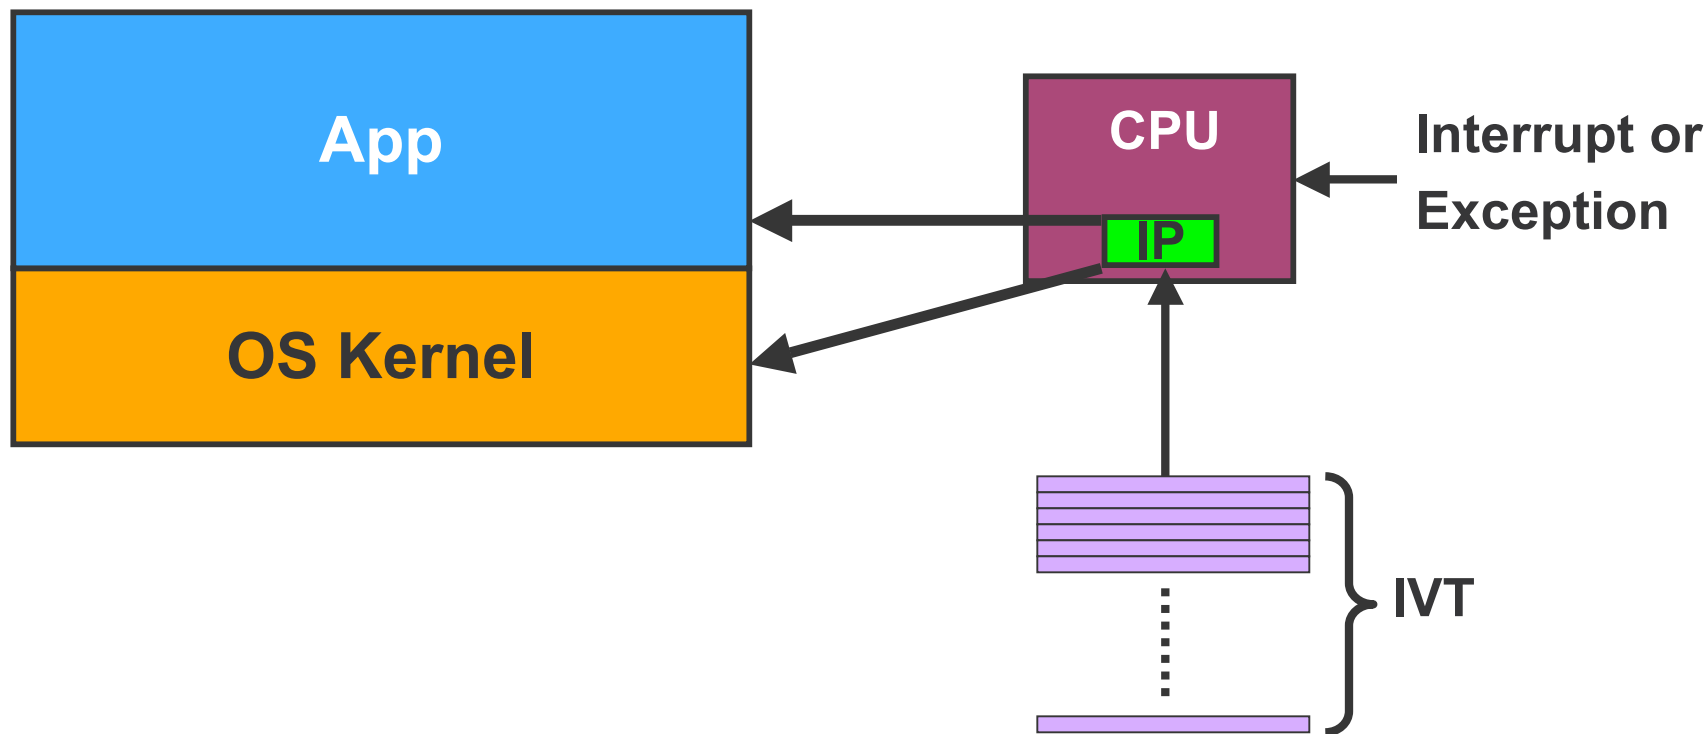 App
CPU
Interrupt or
Exception
IP
OS Kernel
IVT